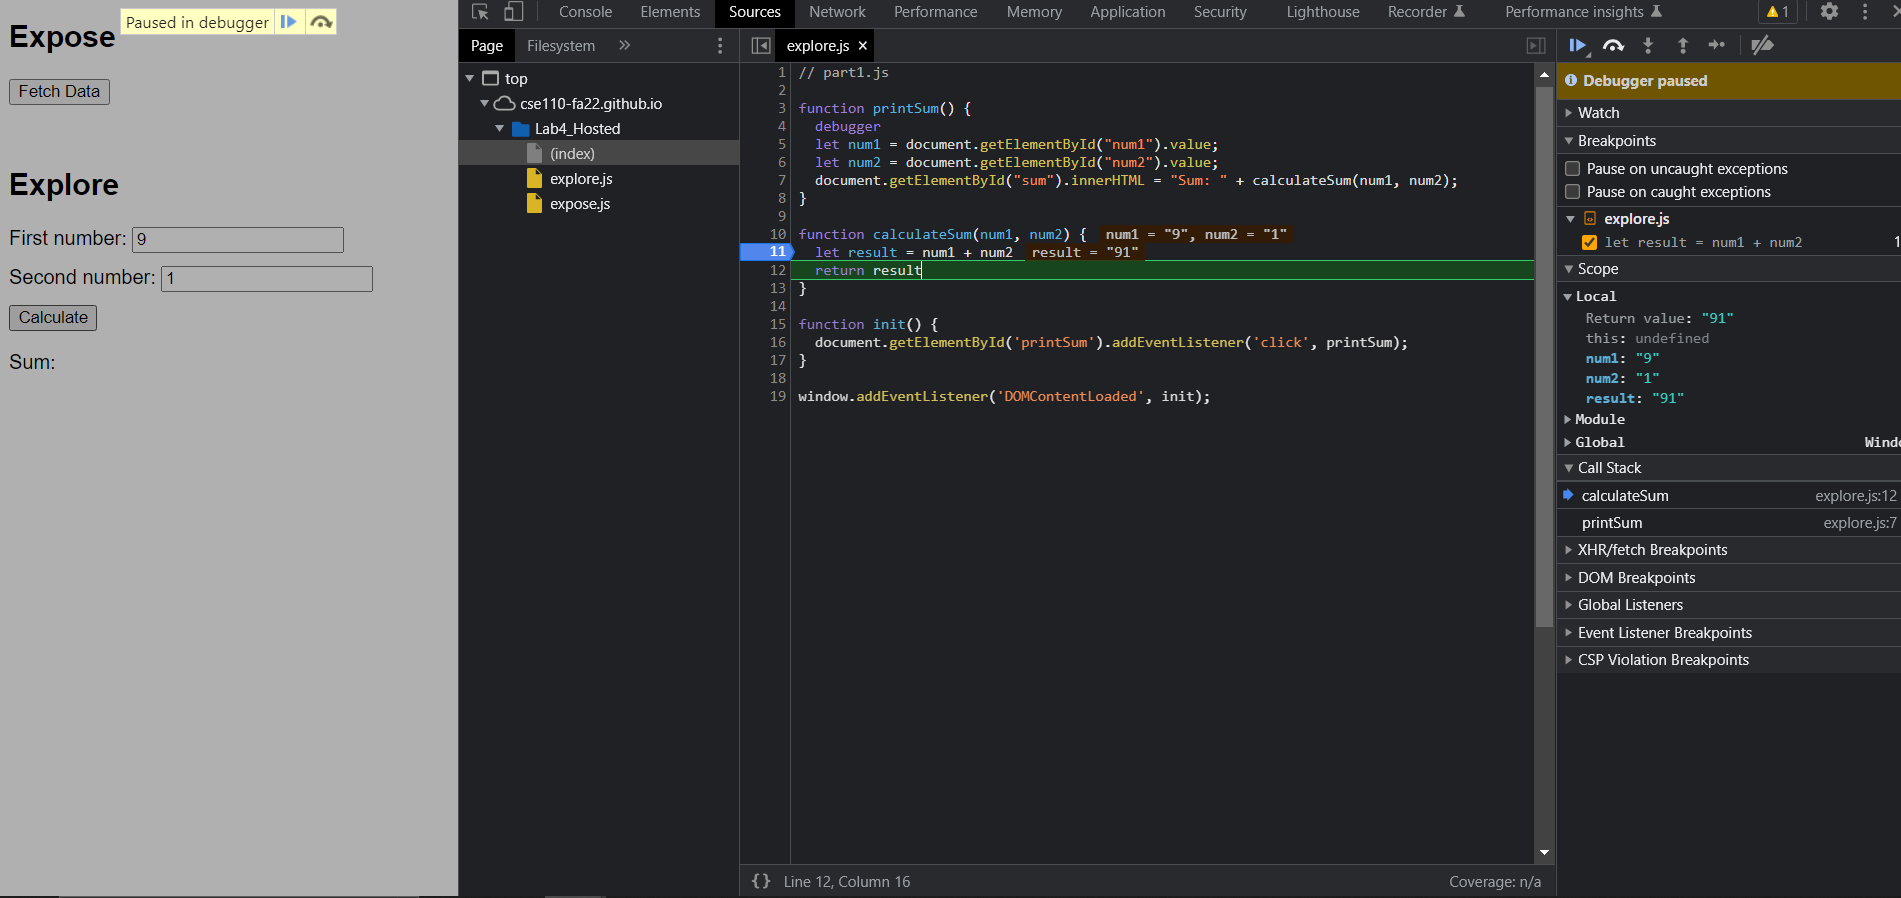 Paused in debugger
Expose
Fetch Data
Explore
First number: 9
Second number: 1
Calculate
Sum:
Console Elements Sources Network Performance Memory Application Security Lighthouse Recorder Performance insights 1
Page Filesystem
top
cse110-fa22.github.io
Lab4_Hosted
(index)
explore.js
expose.js
explore.js ×
1 // part1.js
2
3 function printSum() {
4 debugger
5 let num1 = document.getElementById("num1").value;
6 let num2 = document.getElementById("num2").value;
7 document.getElementById("sum").innerHTML = "Sum: " + calculateSum(num1, num2);
8 }
9
10 function calculateSum(num1, num2) { num1 = "9", num2 = "1"
11 let result = num1 + num2 result = "91"
12 return result
13 }
14
15 function init() {
16 document.getElementById('printSum').addEventListener('click', printSum);
17 }
18
19 window.addEventListener('DOMContentLoaded', init);
{} Line 12, Column 16 Coverage: n/a
Debugger paused
Watch
Breakpoints
Pause on uncaught exceptions
Pause on caught exceptions
explore.js
let result = num1 + num2 1
Scope
Local
Return value: "91"
this: undefined
num1: "9"
num2: "1"
result: "91"
Module
Global Windo
Call Stack
calculateSum explore.js:12
printSum explore.js:7
XHR/fetch Breakpoints
DOM Breakpoints
Global Listeners
Event Listener Breakpoints
CSP Violation Breakpoints